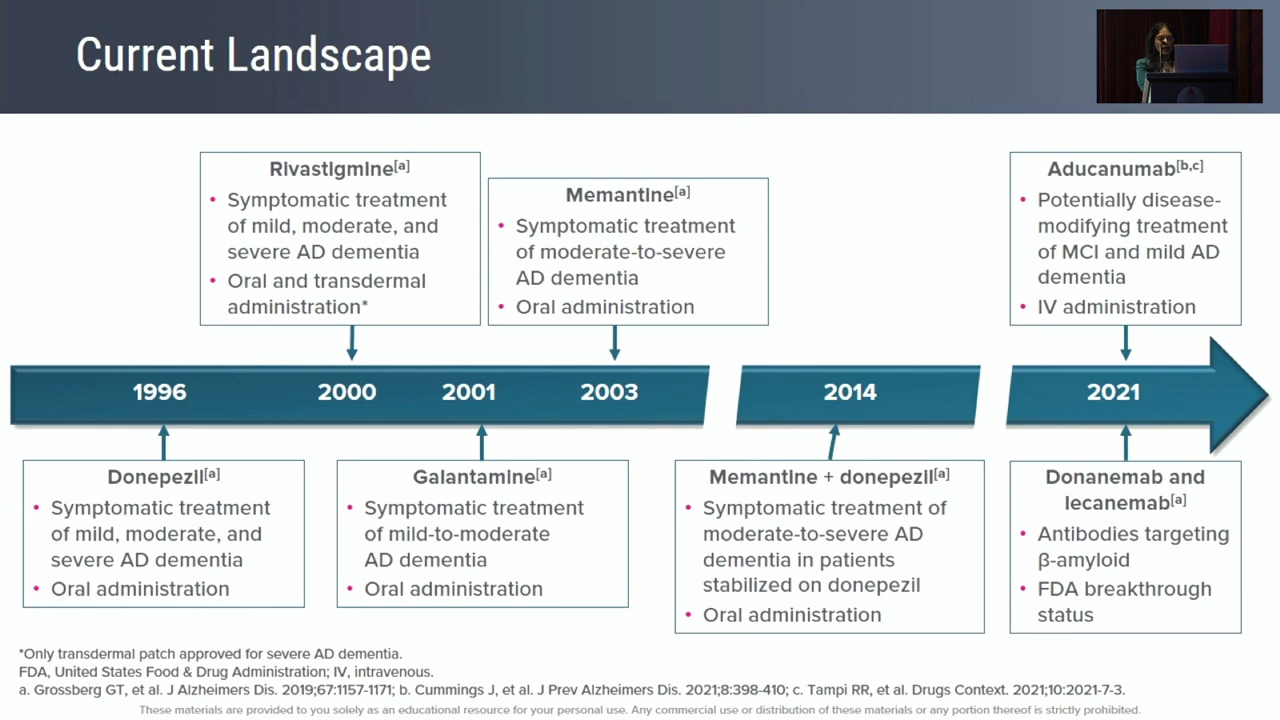 Current Landscape
Rivastigmine[a]
• Symptomatic treatment
of mild, moderate, and
severe AD dementia
• Oral and transdermal
administration*
Memantine[a]
• Symptomatic treatment
of moderate-to-severe
AD dementia
• Oral administration
Aducanumab[b,c]
• Potentially disease-
modifying treatment
of MCI and mild AD
dementia
• IV administration
1996
2000
2001
2003
2014
2021
Donepezil[a]
• Symptomatic treatment
of mild, moderate, and
severe AD dementia
• Oral administration
Galantamine[a]
• Symptomatic treatment
of mild-to-moderate
AD dementia
• Oral administration
Memantine + donepezil[a]
• Symptomatic treatment of
moderate-to-severe AD
dementia in patients
stabilized on donepezil
• Oral administration
Donanemab and
lecanemab[a]
• Antibodies targeting
β-amyloid
• FDA breakthrough
status
*Only transdermal patch approved for severe AD dementia.
FDA, United States Food & Drug Administration; IV, intravenous.
a. Grossberg GT, et al. J Alzheimers Dis. 2019;67:1157-1171; b. Cummings J, et al. J Prev Alzheimers Dis. 2021;8:398-410; c. Tampi RR, et al. Drugs Context. 2021;10:2021-7-3.
These materials are provided to you solely as an educational resource for your personal use. Any commercial use or distribution of these materials or any portion thereof is strictly prohibited.